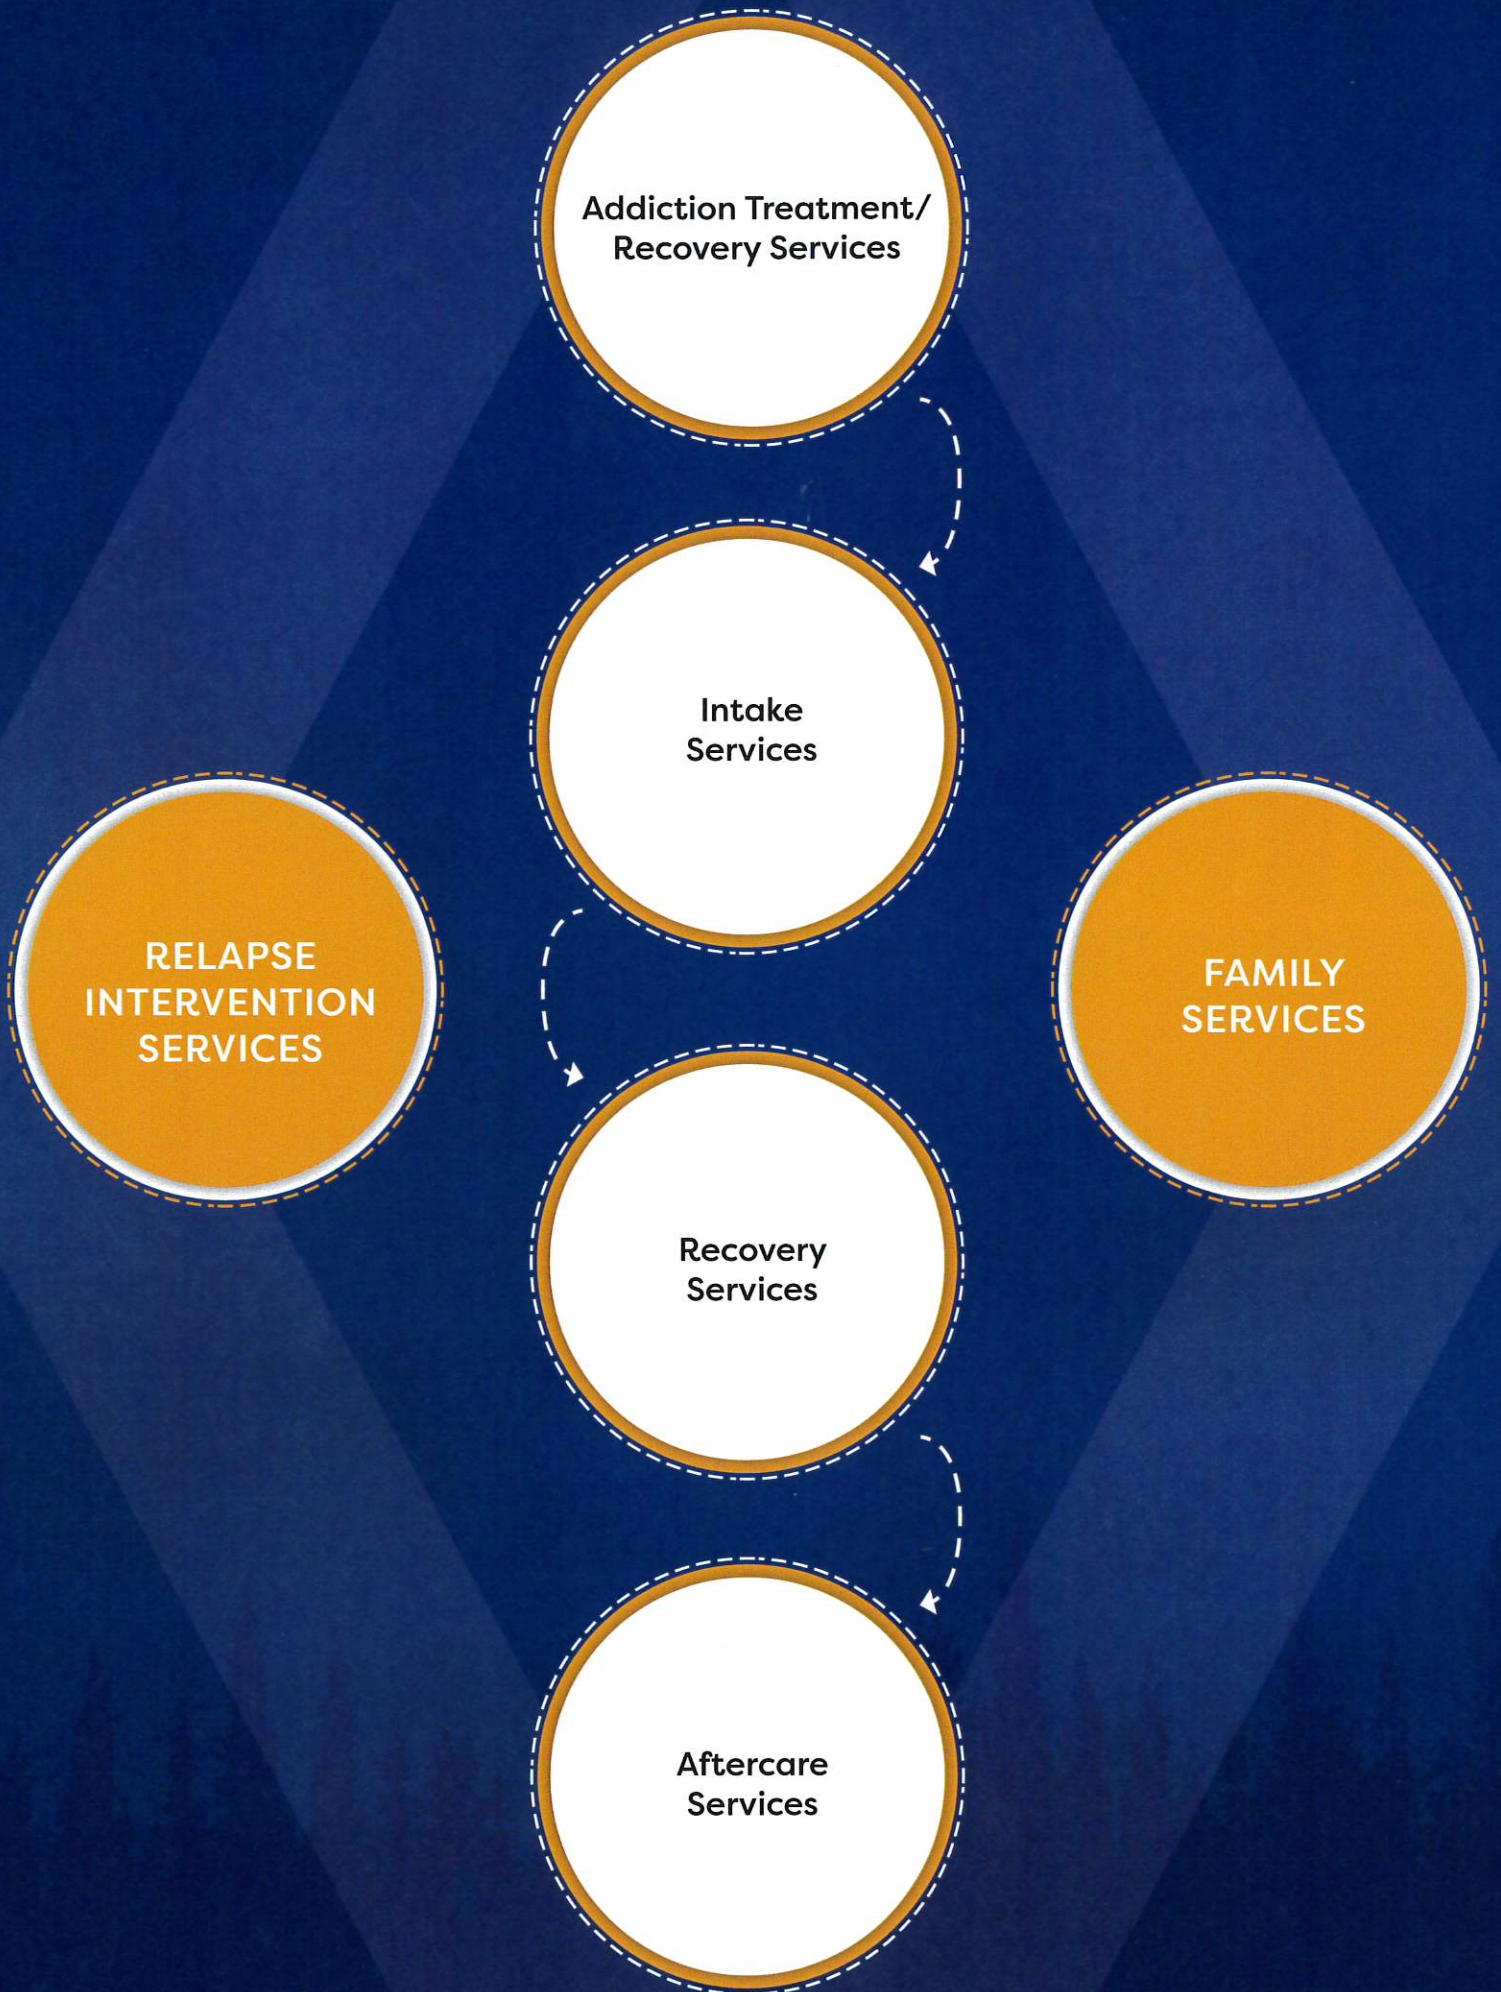 Addiction Treatment/
Recovery Services
Intake
Services
RELAPSE
INTERVENTION
SERVICES
FAMILY
SERVICES
Recovery
Services
Aftercare
Services